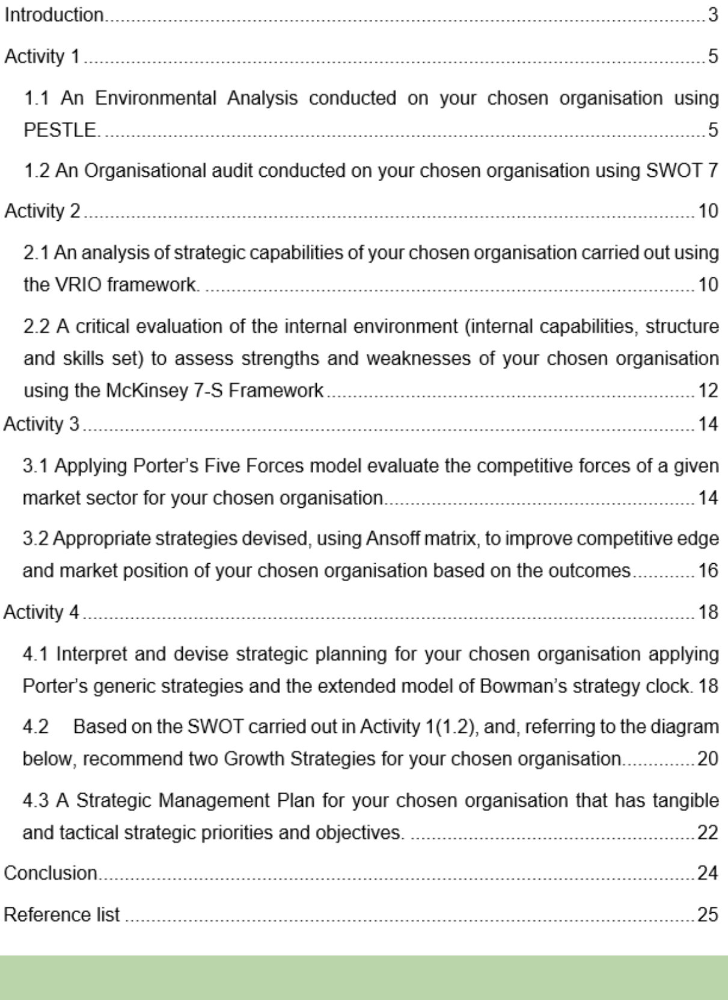 Introduction........................................................................3
Activity 1........................................................................5
1.1 An Environmental Analysis conducted on your chosen organisation using
PESTLE. ........................................................................5
1.2 An Organisational audit conducted on your chosen organisation using SWOT 7
Activity 2........................................................................10
2.1 An analysis of strategic capabilities of your chosen organisation carried out using
the VRIO framework. ........................................................................10
2.2 A critical evaluation of the internal environment (internal capabilities, structure
and skills set) to assess strengths and weaknesses of your chosen organisation
using the McKinsey 7-S Framework........................................................................12
Activity 3........................................................................14
3.1 Applying Porter’s Five Forces model evaluate the competitive forces of a given
market sector for your chosen organisation........................................................................14
3.2 Appropriate strategies devised, using Ansoff matrix, to improve competitive edge
and market position of your chosen organisation based on the outcomes............16
Activity 4........................................................................18
4.1 Interpret and devise strategic planning for your chosen organisation applying
Porter’s generic strategies and the extended model of Bowman’s strategy clock. 18
4.2 Based on the SWOT carried out in Activity 1(1.2), and, referring to the diagram
below, recommend two Growth Strategies for your chosen organisation..............20
4.3 A Strategic Management Plan for your chosen organisation that has tangible
and tactical strategic priorities and objectives. ........................................................................22
Conclusion........................................................................24
Reference list ........................................................................25